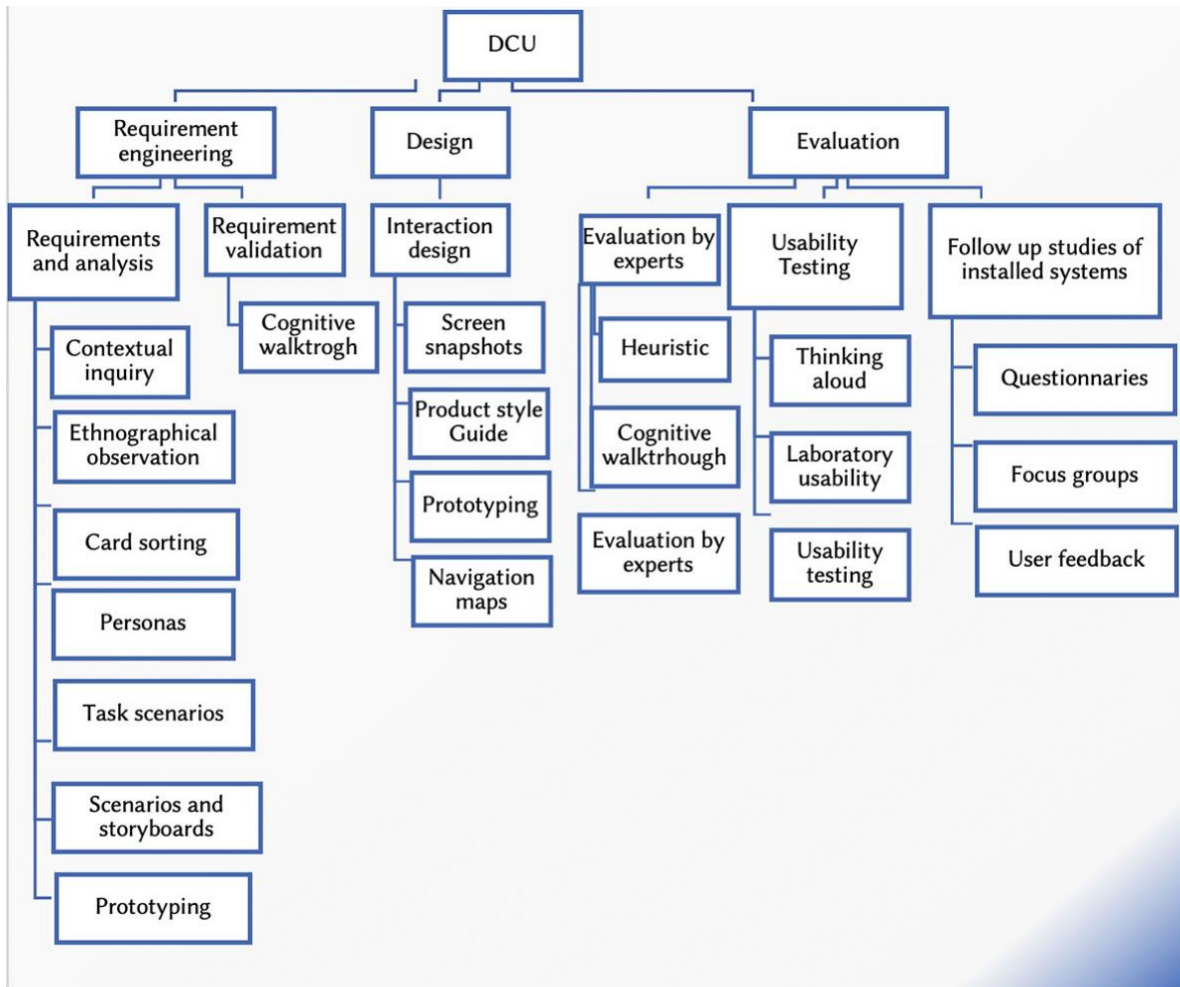 DCU
Requirement
engineering
Design
Evaluation
Requirements
and analysis
Requirement
validation
Interaction
design
Evaluation by
experts
Usability
Testing
Follow up studies of
installed systems
Contextual
inquiry
Ethnographical
observation
Card sorting
Personas
Task scenarios
Scenarios and
storyboards
Prototyping
Cognitive
walktrogh
Screen
snapshots
Product style
Guide
Prototyping
Navigation
maps
Heuristic
Cognitive
walktrhough
Evaluation by
experts
Thinking
aloud
Laboratory
usability
Usability
testing
Questionnaries
Focus groups
User feedback